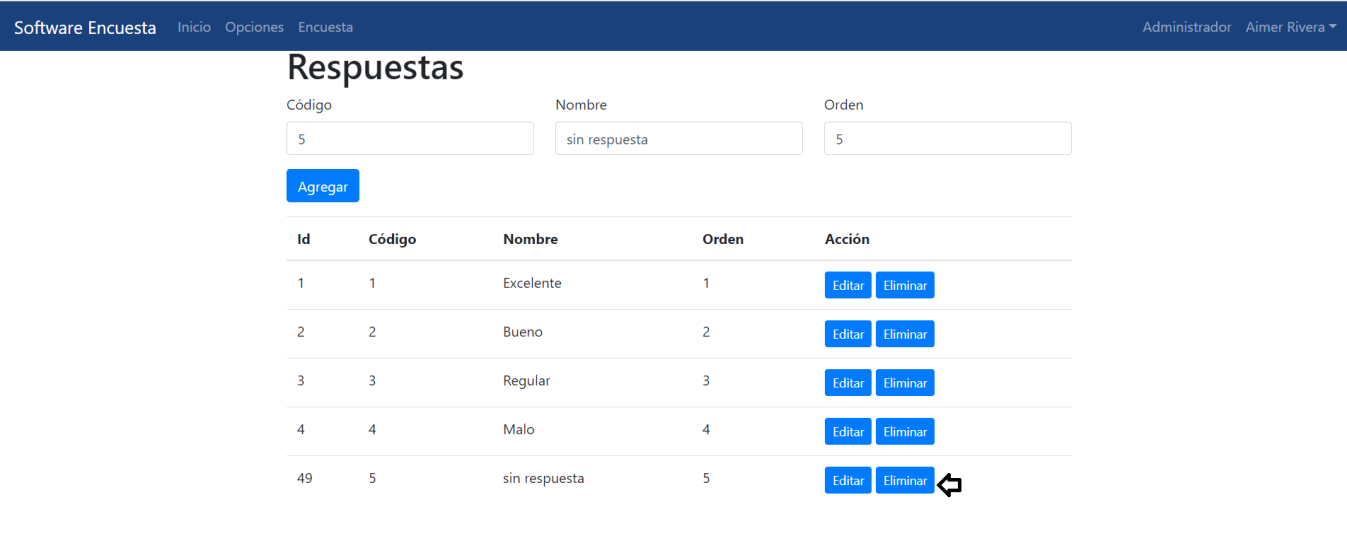 Software Encuesta Inicio Opciones Encuesta Administrador Aimer Rivera
Respuestas
Código Nombre Orden
5 sin respuesta 5
Agregar
Id Código Nombre Orden Acción
1 1 Excelente 1 Editar Eliminar
2 2 Bueno 2 Editar Eliminar
3 3 Regular 3 Editar Eliminar
4 4 Malo 4 Editar Eliminar
49 5 sin respuesta 5 Editar Eliminar